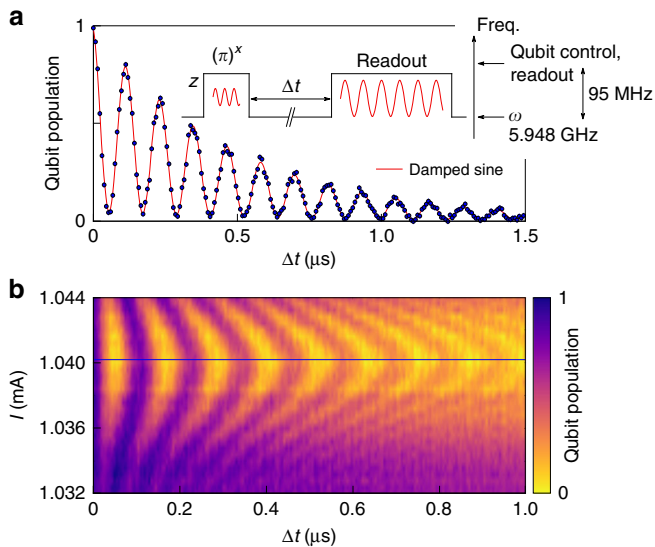 a
Qubit population
1
0
0
0.5
1.0
1.5
Δt (μs)
(π)ˣ
z
Δt
Readout
Freq.
Qubit control,
readout
95 MHz
ω
5.948 GHz
Damped sine
b
I (mA)
1.044
1.040
1.036
1.032
0
0.2
0.4
0.6
0.8
1.0
Δt (μs)
1
0
Qubit population